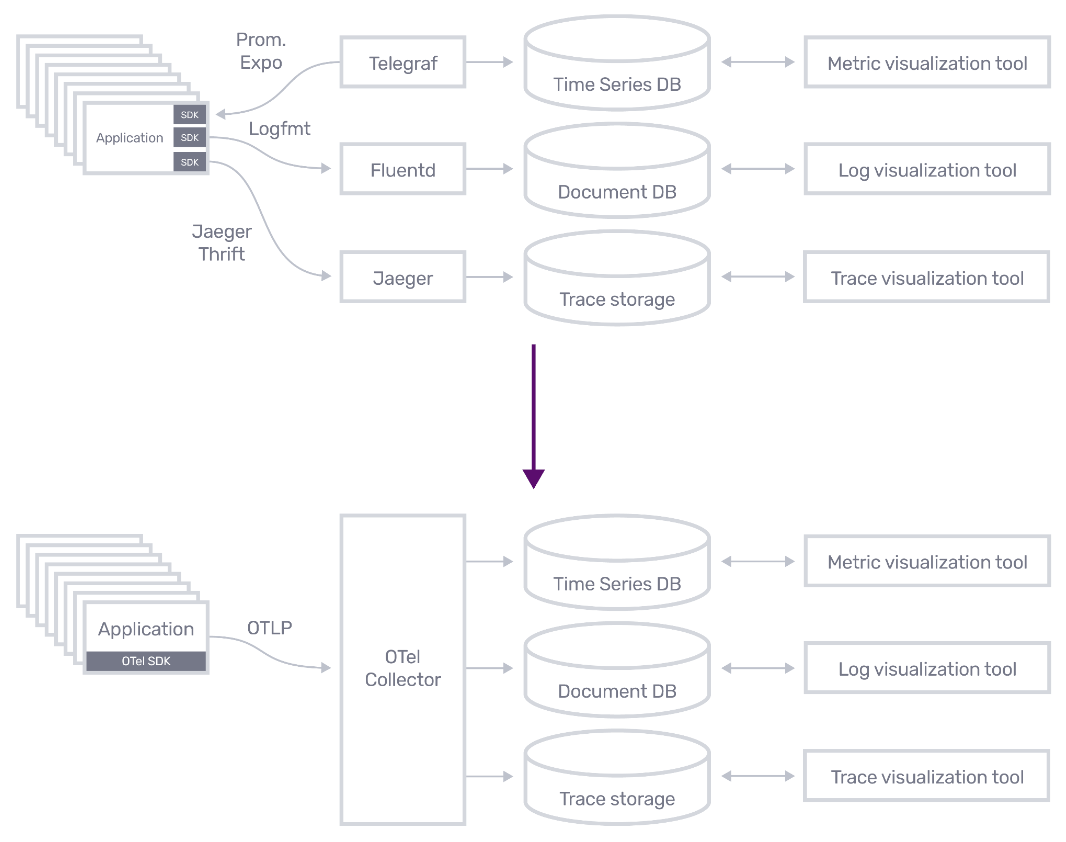 Prom.
Expo
Telegraf
Time Series DB
Metric visualization tool
SDK
Application
SDK
Logfmt
SDK
Fluentd
Document DB
Log visualization tool
Jaeger
Thrift
Jaeger
Trace storage
Trace visualization tool
Time Series DB
Metric visualization tool
Application
OTel SDK
OTLP
OTel
Collector
Document DB
Log visualization tool
Trace storage
Trace visualization tool